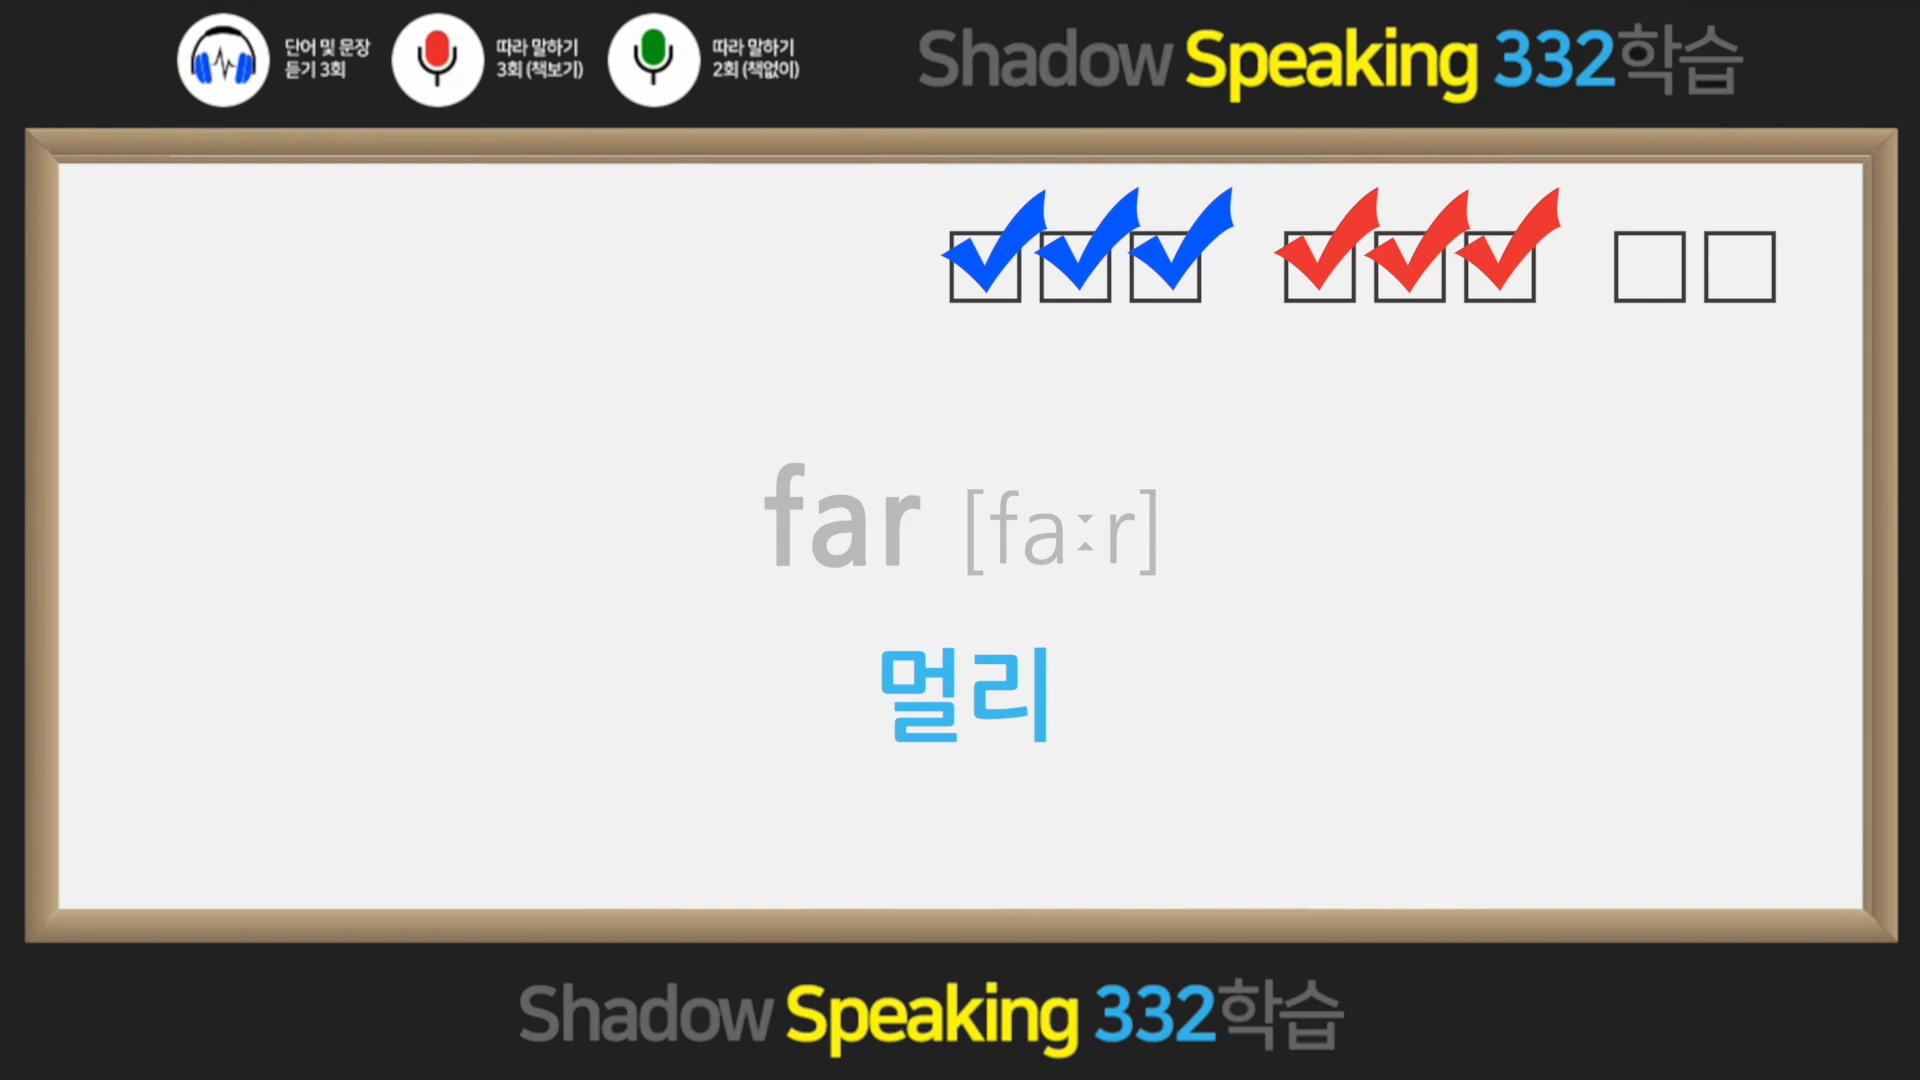 단어 및 문장
듣기 3회
따라 말하기
3회 (책보기)
따라 말하기
2회 (책없이)
Shadow Speaking 332학습
far [fa:r]
멀리
Shadow Speaking 332학습